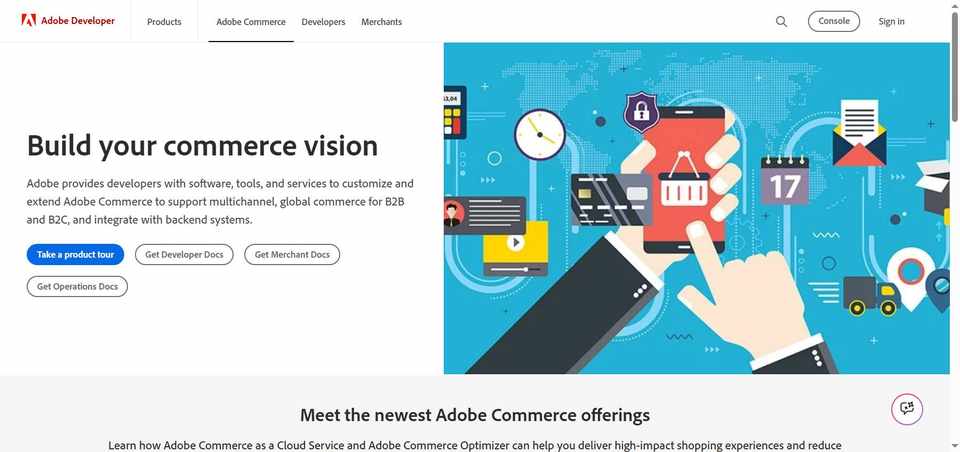 Adobe Developer
Products
Adobe Commerce
Developers
Merchants
Console
Sign in
Build your commerce vision
Adobe provides developers with software, tools, and services to customize and
extend Adobe Commerce to support multichannel, global commerce for B2B
and B2C, and integrate with backend systems.
Take a product tour
Get Developer Docs
Get Merchant Docs
Get Operations Docs
17
Meet the newest Adobe Commerce offerings
Learn how Adobe Commerce as a Cloud Service and Adobe Commerce Optimizer can help you deliver high-impact shopping experiences and reduce